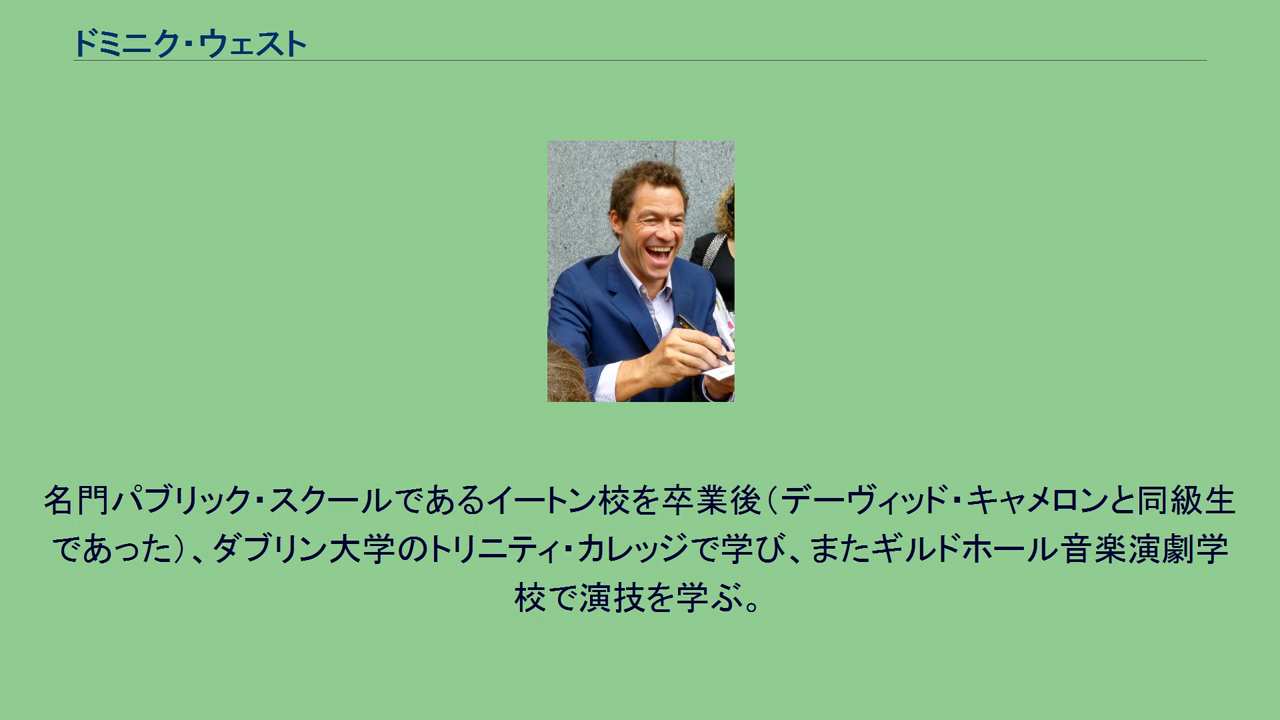 ドミニク・ウェスト
名門パブリック・スクールであるイートン校を卒業後（デーヴィッド・キャメロンと同級生
であった）、ダブリン大学のトリニティ・カレッジで学び、またギルドホール音楽演劇学
校で演技を学ぶ。